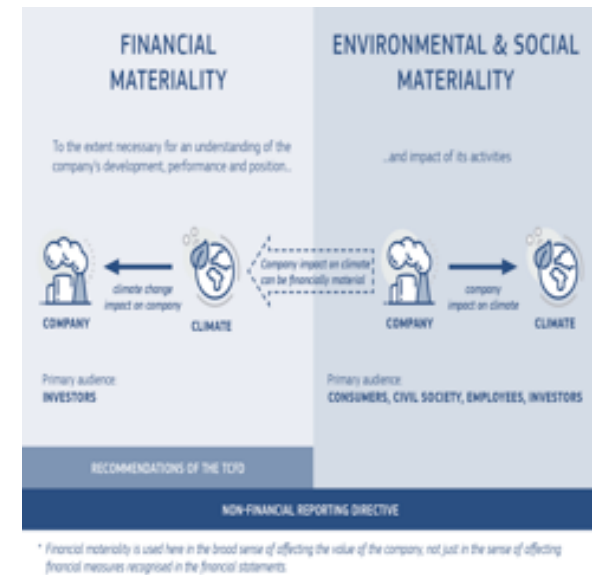 FINANCIAL
MATERIALITY
To the extent necessary for an understanding of the
company's development, performance and position...
climate change
impact on company
COMPANY
CLIMATE
Primary audience:
INVESTORS
RECOMMENDATIONS OF THE TCFD
Company impact on climate
can be financially material
ENVIRONMENTAL & SOCIAL
MATERIALITY
...and impact of its activities
company
impact on climate
COMPANY
CLIMATE
Primary audience:
CONSUMERS, CIVIL SOCIETY, EMPLOYEES, INVESTORS
NON-FINANCIAL REPORTING DIRECTIVE
* Financial materiality is used here in the broad sense of affecting the value of the company, not just in the sense of affecting
financial measures recognised in the financial statements.